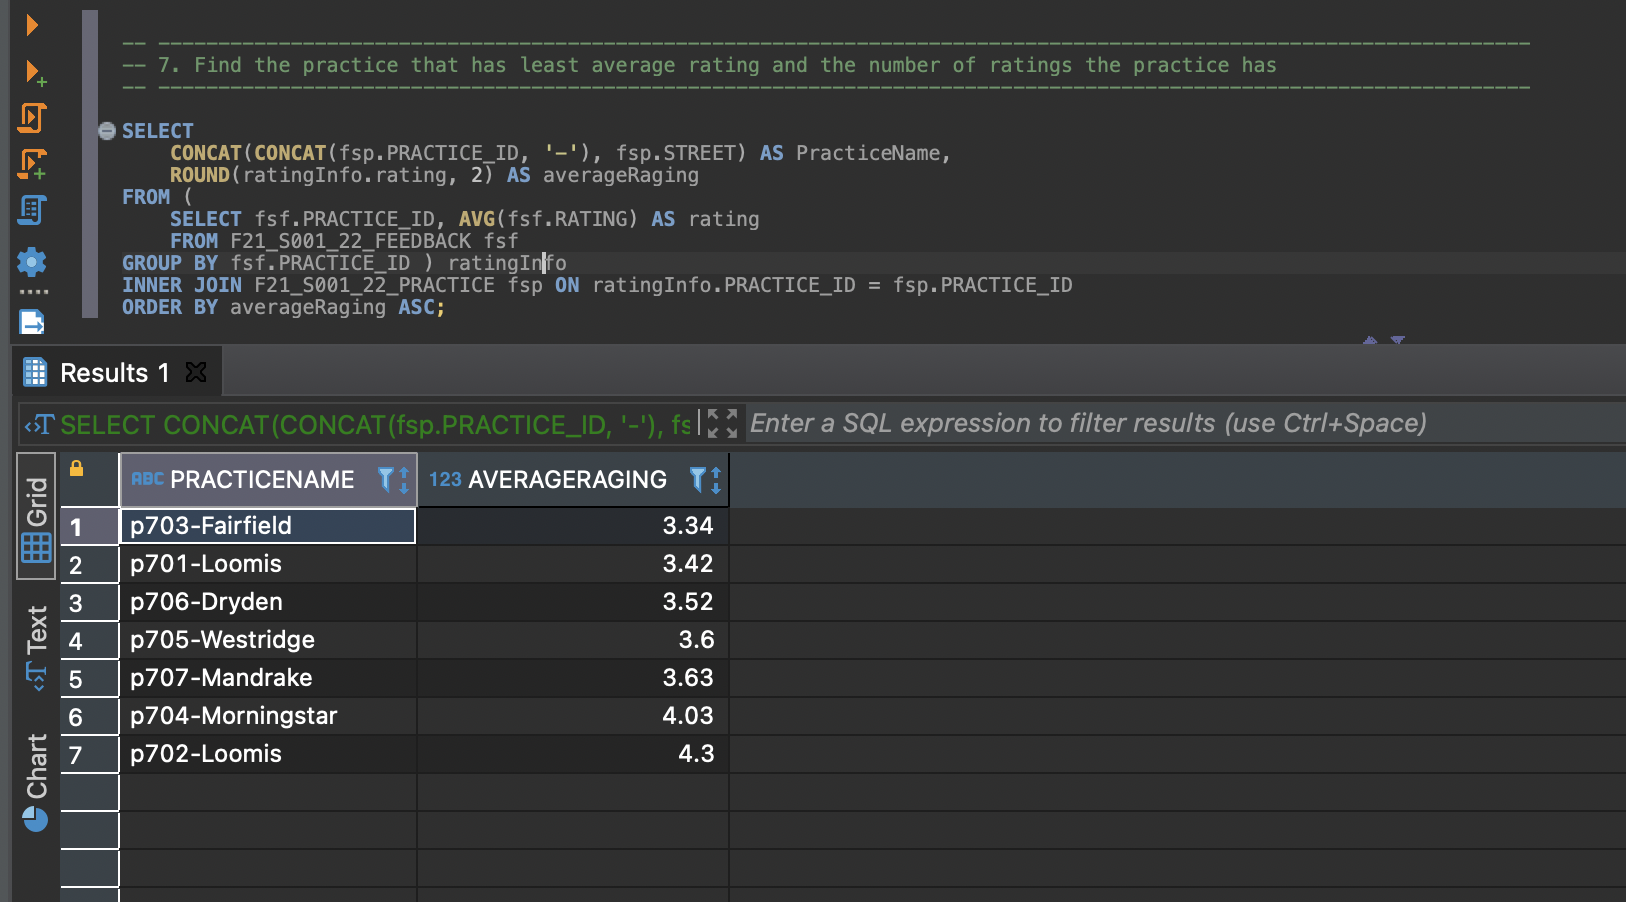 -- ------------------------------------------------------------------------------------------------------------------
-- 7. Find the practice that has least average rating and the number of ratings the practice has
-- ------------------------------------------------------------------------------------------------------------------
SELECT
CONCAT(CONCAT(fsp.PRACTICE_ID, '-'), fsp.STREET) AS PracticeName,
ROUND(ratingInfo.rating, 2) AS averageRaging
FROM (
SELECT fsf.PRACTICE_ID, AVG(fsf.RATING) AS rating
FROM F21_S001_22_FEEDBACK fsf
GROUP BY fsf.PRACTICE_ID ) ratingInfo
INNER JOIN F21_S001_22_PRACTICE fsp ON ratingInfo.PRACTICE_ID = fsp.PRACTICE_ID
ORDER BY averageRaging ASC;
Results 1
SELECT CONCAT(CONCAT(fsp.PRACTICE_ID, '-'), fs
Enter a SQL expression to filter results (use Ctrl+Space)
Grid
Text
Chart
ABC PRACTICENAME 123 AVERAGERAGING
1 p703-Fairfield 3.34
2 p701-Loomis 3.42
3 p706-Dryden 3.52
4 p705-Westridge 3.6
5 p707-Mandrake 3.63
6 p704-Morningstar 4.03
7 p702-Loomis 4.3